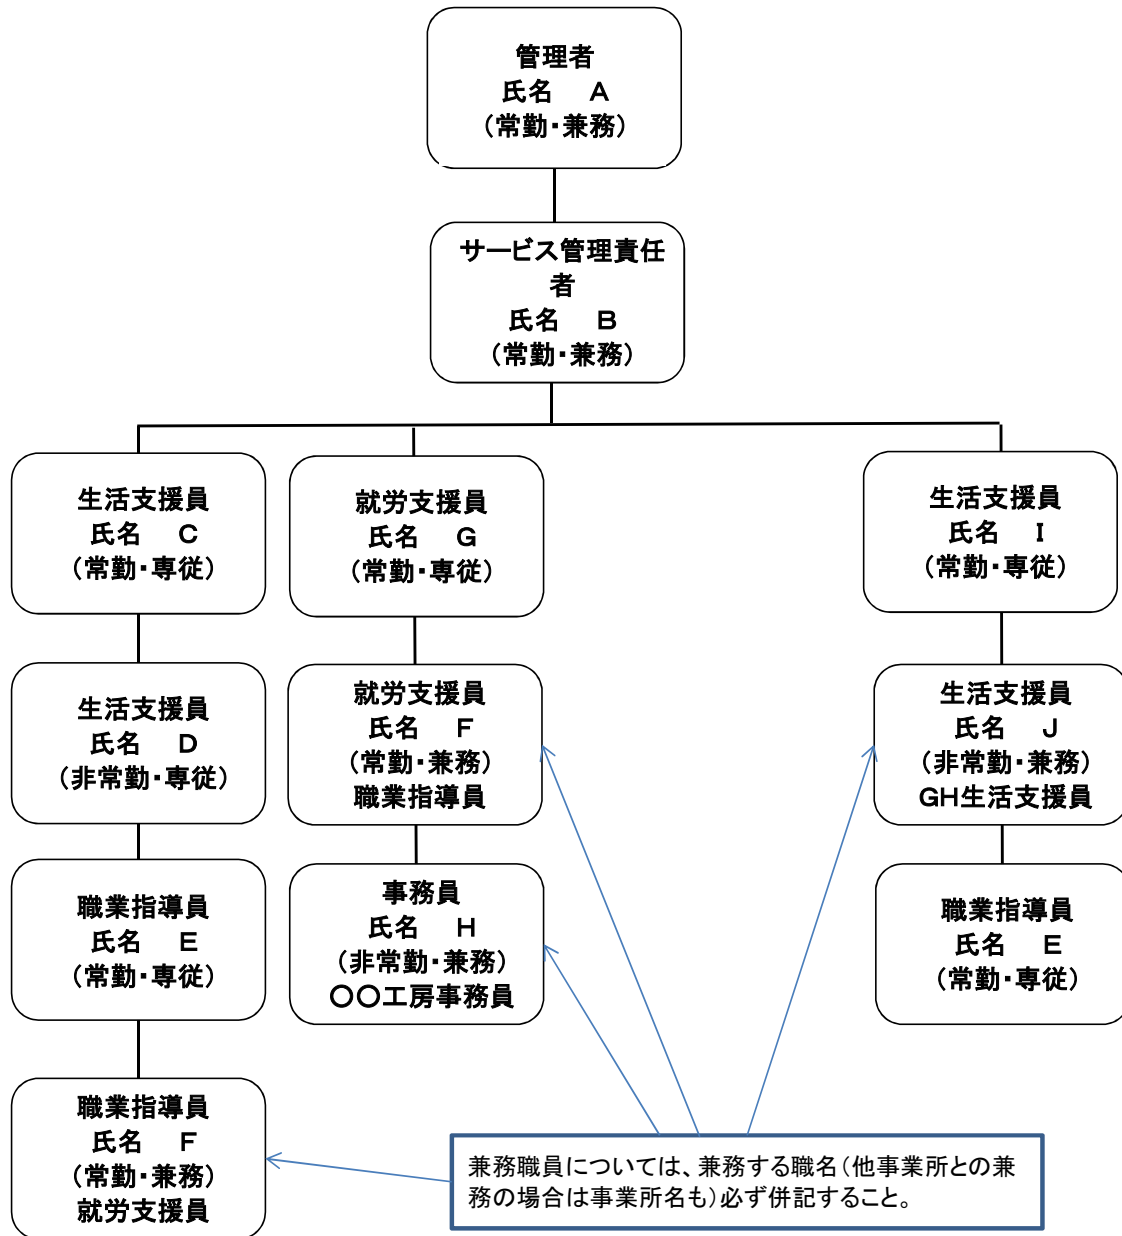 管理者
氏名　A
（常勤・兼務）
サービス管理責任
者
氏名　B
（常勤・兼務）
生活支援員
氏名　C
（常勤・専従）
就労支援員
氏名　G
（常勤・専従）
生活支援員
氏名　I
（常勤・専従）
生活支援員
氏名　D
（非常勤・専従）
就労支援員
氏名　F
（常勤・兼務）
職業指導員
生活支援員
氏名　J
（非常勤・兼務）
GH生活支援員
職業指導員
氏名　E
（常勤・専従）
事務員
氏名　H
（非常勤・兼務）
〇〇工房事務員
職業指導員
氏名　E
（常勤・専従）
職業指導員
氏名　F
（常勤・兼務）
就労支援員
兼務職員については、兼務する職名（他事業所との兼
務の場合は事業所名も）必ず併記すること。